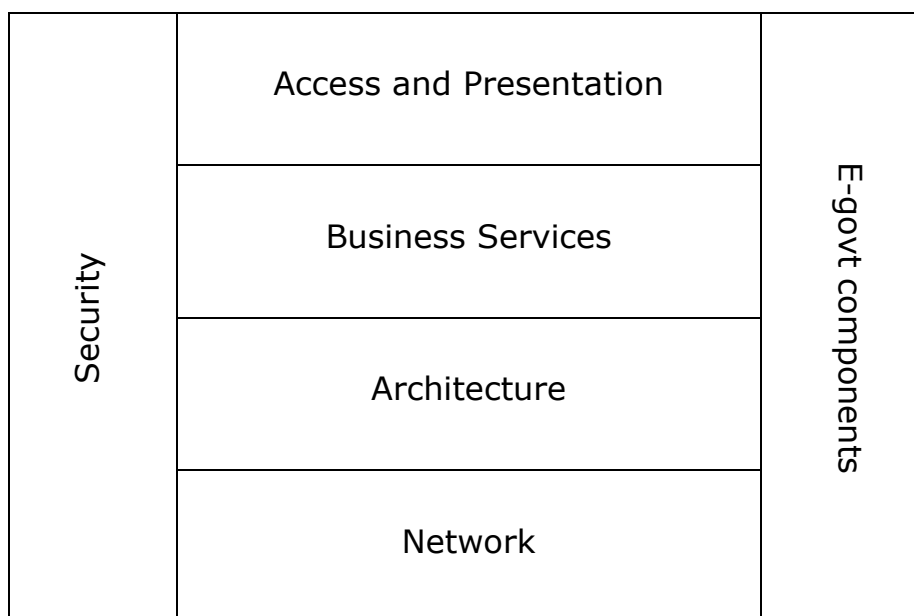 Security
Access and Presentation
Business Services
Architecture
Network
E-govt components